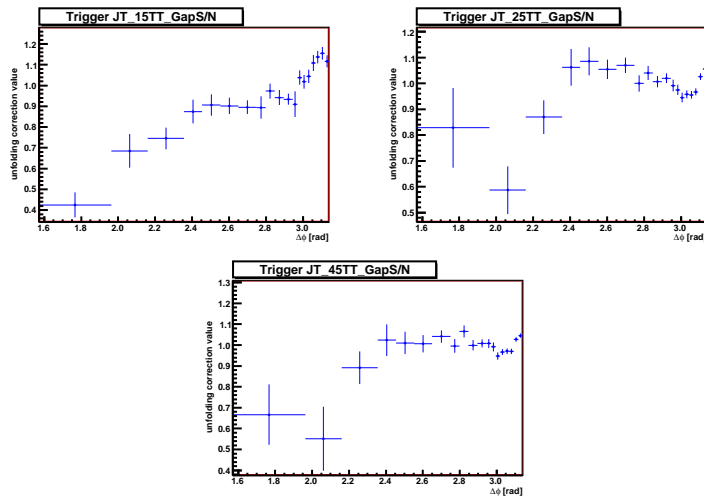 Trigger JT_15TT_GapS/N
unfolding correction value
1.2
1.1
1.0
0.9
0.8
0.7
0.6
0.5
0.4
1.6 1.8 2.0 2.2 2.4 2.6 2.8 3.0
Δϕ [rad]
Trigger JT_25TT_GapS/N
unfolding correction value
1.2
1.1
1.0
0.9
0.8
0.7
0.6
0.5
1.6 1.8 2.0 2.2 2.4 2.6 2.8 3.0
Δϕ [rad]
Trigger JT_45TT_GapS/N
unfolding correction value
1.3
1.2
1.1
1.0
0.9
0.8
0.7
0.6
0.5
0.4
1.6 1.8 2.0 2.2 2.4 2.6 2.8 3.0
Δϕ [rad]